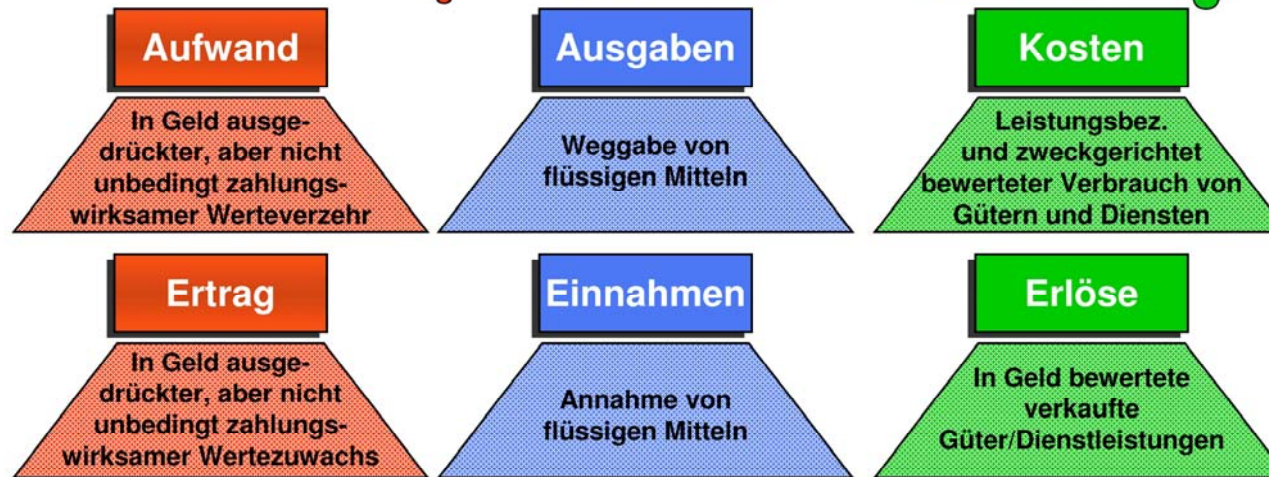 Aufwand
In Geld ausge-
drückter, aber nicht
unbedingt zahlungs-
wirksamer Werteverzehr
Ausgaben
Weggabe von
flüssigen Mitteln
Kosten
Leistungsbez.
und zweckgerichtet
bewerteter Verbrauch von
Gütern und Diensten
Ertrag
In Geld ausge-
drückter, aber nicht
unbedingt zahlungs-
wirksamer Wertezuwachs
Einnahmen
Annahme von
flüssigen Mitteln
Erlöse
In Geld bewertete
verkaufte
Güter/Dienstleistungen